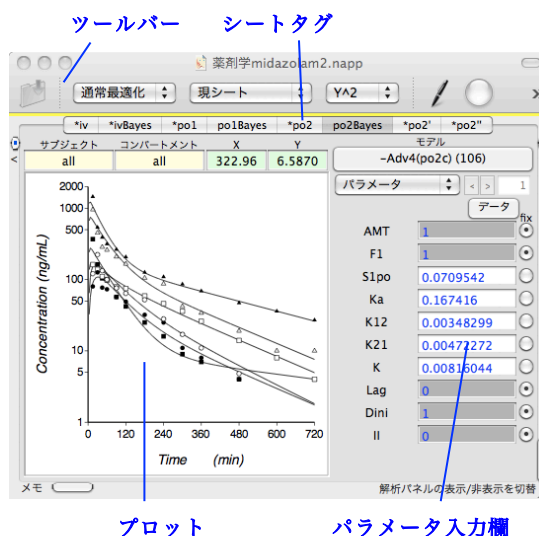 ツールバー シートタグ
薬剤学midazolam2.napp
通常最適化 現シート Y^2 »
*iv *ivBayes *po1 po1Bayes *po2 po2Bayes *po2' *po2"
サブジェクト コンパートメント X Y モデル
< all all 322.96 6.5870 ~Adv4(po2c) (106)
パラメータ < > 1
データ
fix
AMT 1
F1 1
S1po 0.0709542
Ka 0.167416
K12 0.00348299
K21 0.00472272
K 0.00816044
Lag 0
Dini 1
II 0
Concentration (ng/mL)
2000
1000
500
100
50
10
5
1
0 120 240 360 480 600 720
Time (min)
メモ 解析パネルの表示/非表示を切替
プロット パラメータ入力欄